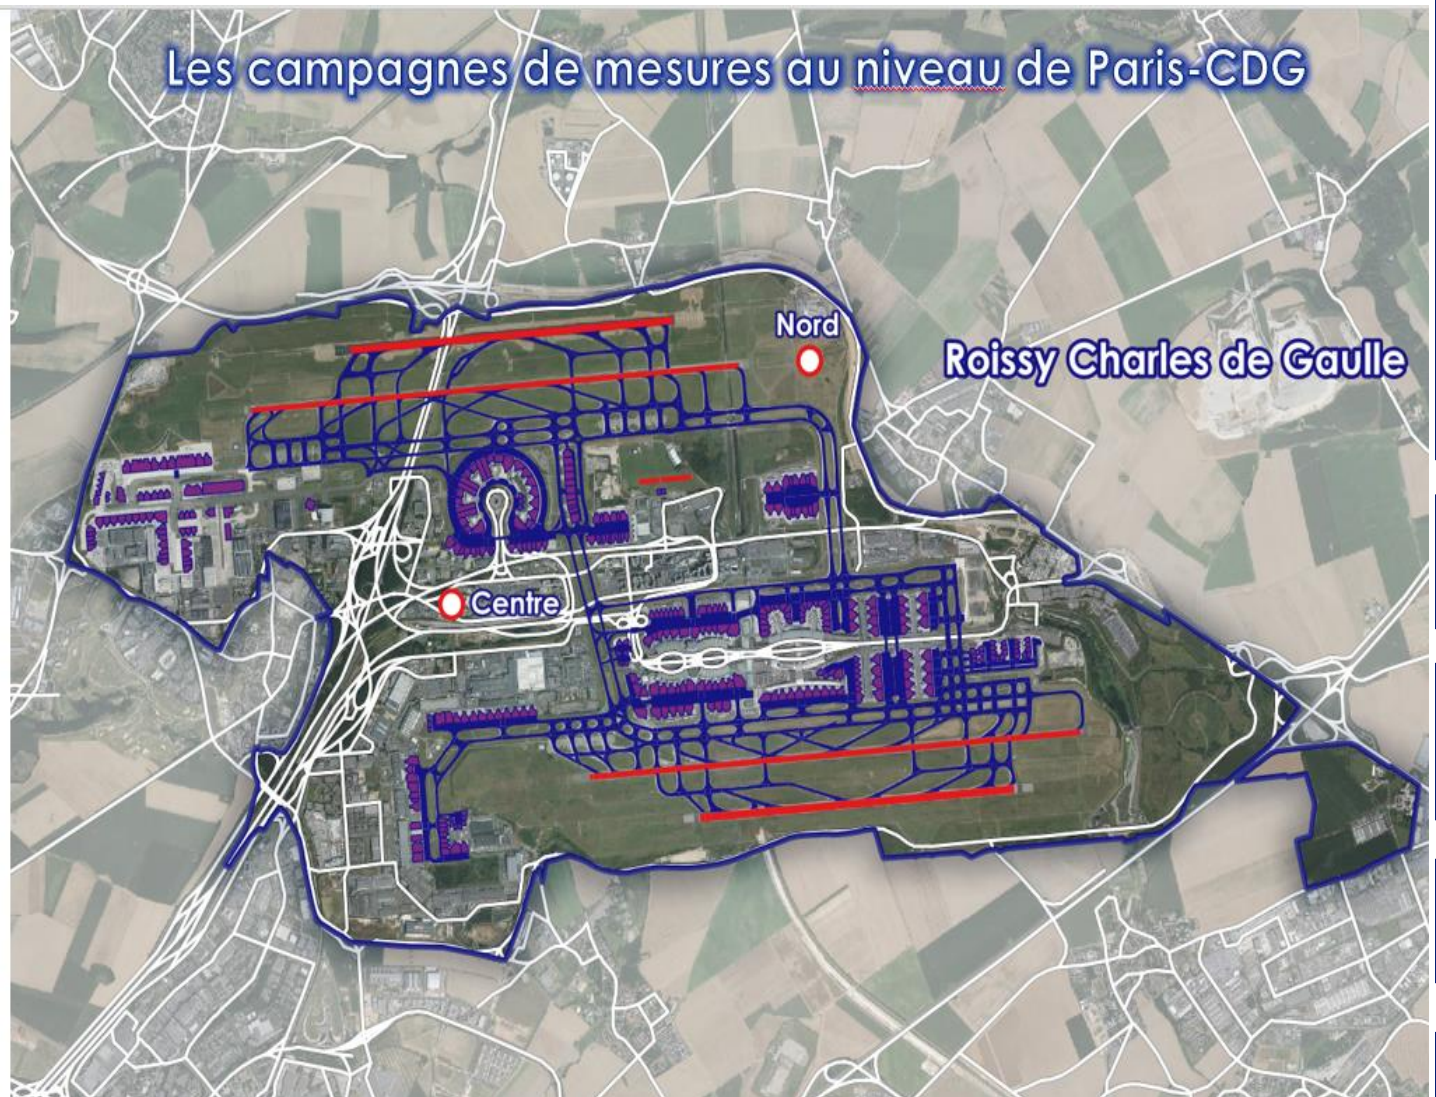 Les campagnes de mesures au niveau de Paris-CDG
Nord
Roissy Charles de Gaulle
Centre